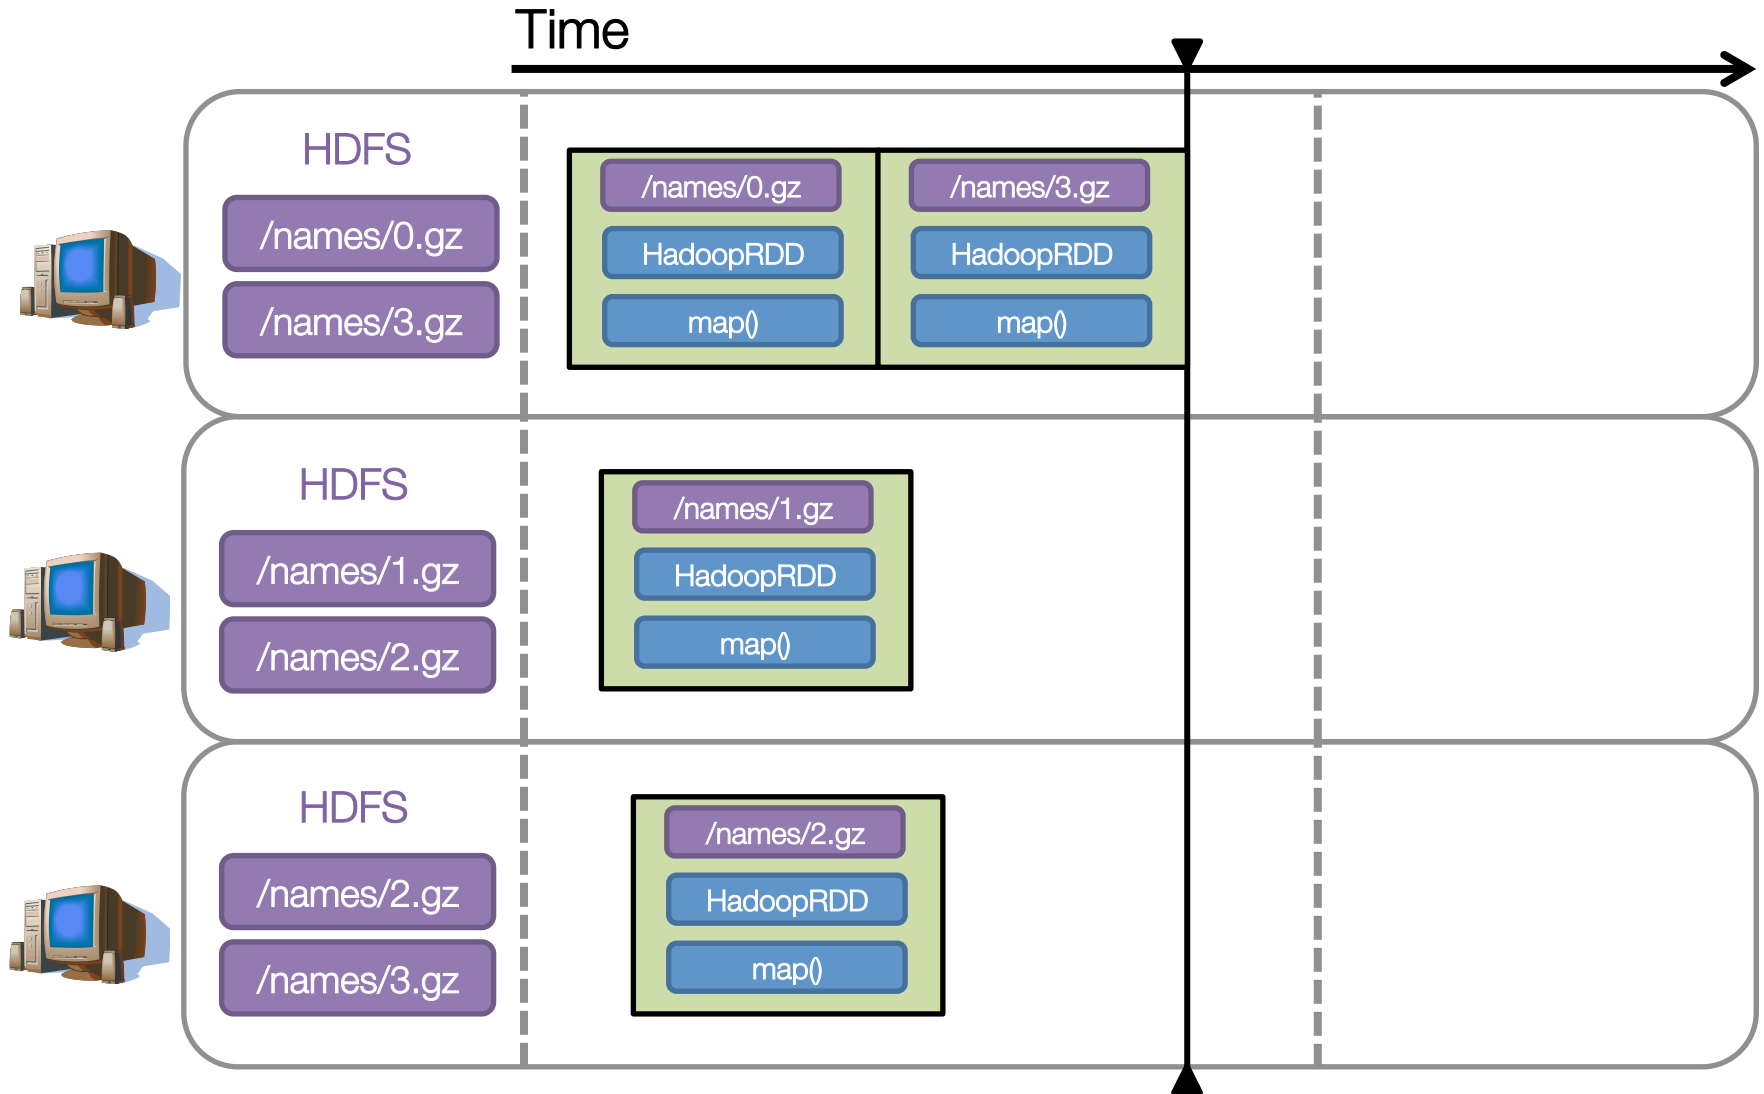 Time
HDFS
/names/0.gz
/names/3.gz
/names/0.gz
HadoopRDD
map()
/names/3.gz
HadoopRDD
map()
HDFS
/names/1.gz
/names/2.gz
/names/1.gz
HadoopRDD
map()
HDFS
/names/2.gz
/names/3.gz
/names/2.gz
HadoopRDD
map()